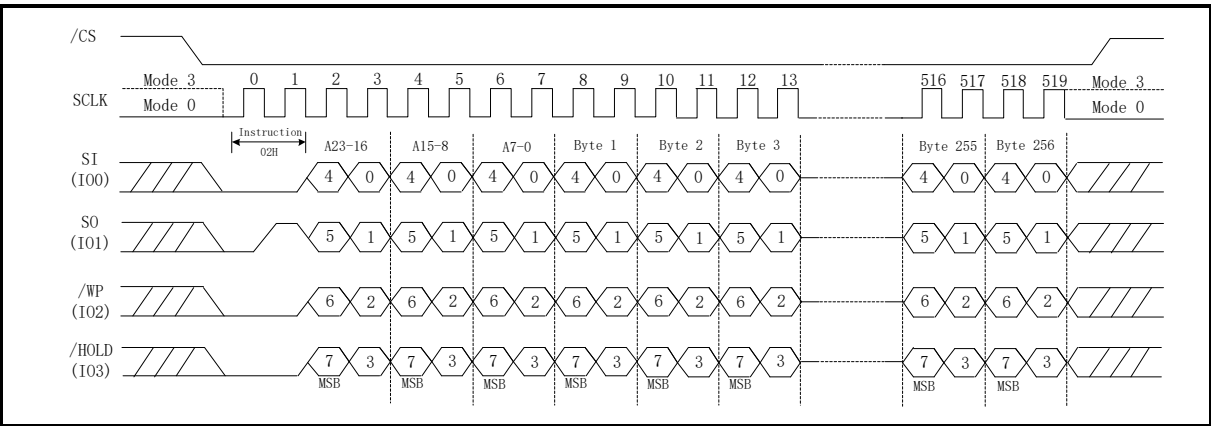 /CS
Mode 3 0 1 2 3 4 5 6 7 8 9 10 11 12 13 516 517 518 519 Mode 3
SCLK
Mode 0 Mode 0
Instruction
02H
A23-16 A15-8 A7-0 Byte 1 Byte 2 Byte 3 Byte 255 Byte 256
SI
(IO0)
4 0 4 0 4 0 4 0 4 0 4 0 4 0 4 0
SO
(IO1)
5 1 5 1 5 1 5 1 5 1 5 1 5 1 5 1
/WP
(IO2)
6 2 6 2 6 2 6 2 6 2 6 2 6 2 6 2
/HOLD
(IO3)
7 3 7 3 7 3 7 3 7 3 7 3 7 3 7 3
MSB MSB MSB MSB MSB MSB MSB MSB